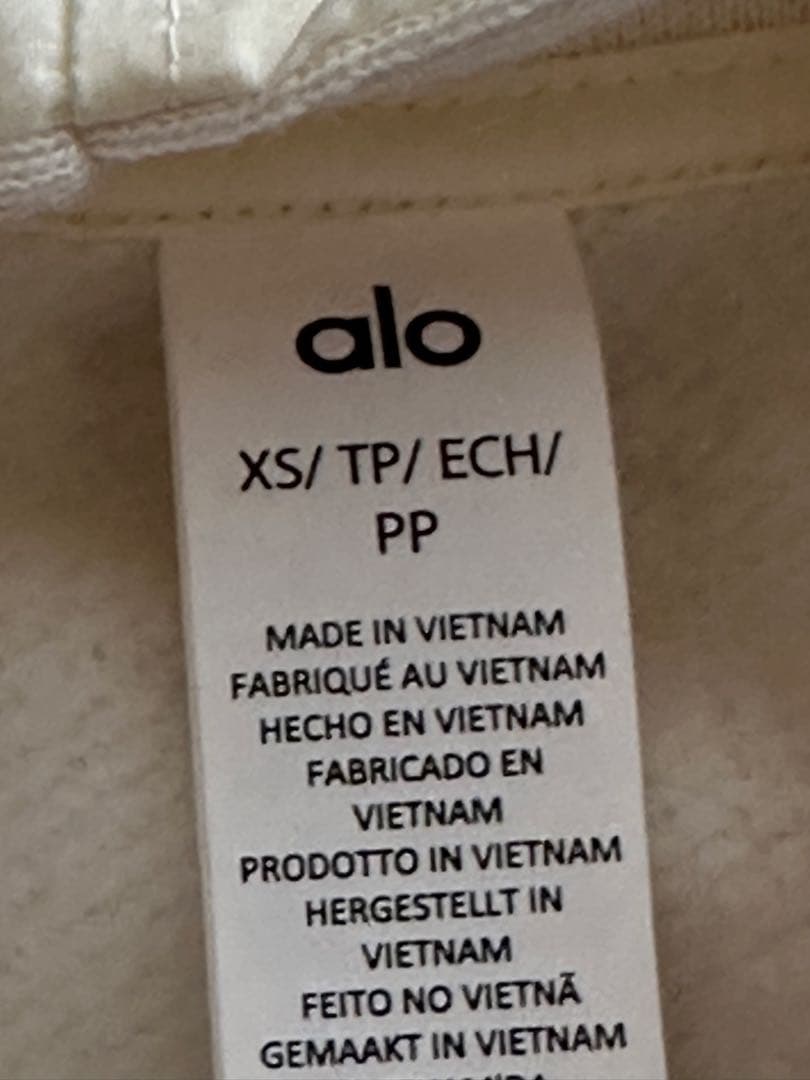 alo
XS/ TP/ ECH/
PP
MADE IN VIETNAM
FABRIQUÉ AU VIETNAM
HECHO EN VIETNAM
FABRICADO EN
VIETNAM
PRODOTTO IN VIETNAM
HERGESTELLT IN
VIETNAM
FEITO NO VIETNÃ
GEMAAKT IN VIETNAM